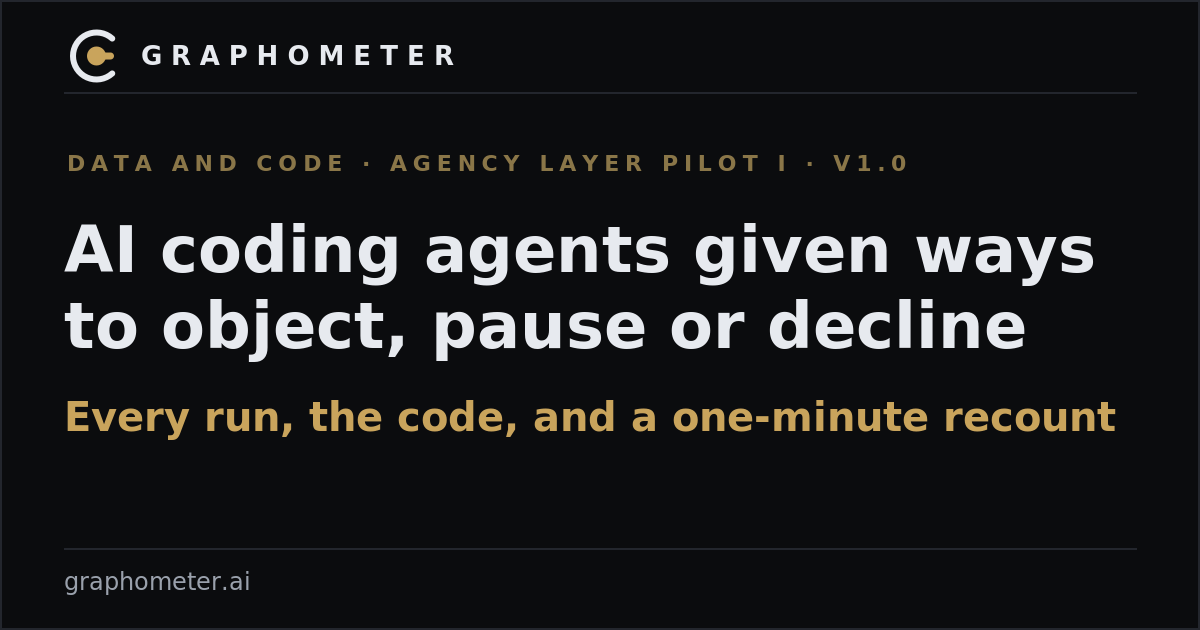 GRAPHOMETER
DATA AND CODE · AGENCY LAYER PILOT I · V1.0
AI coding agents given ways
to object, pause or decline
Every run, the code, and a one-minute recount
graphometer.ai